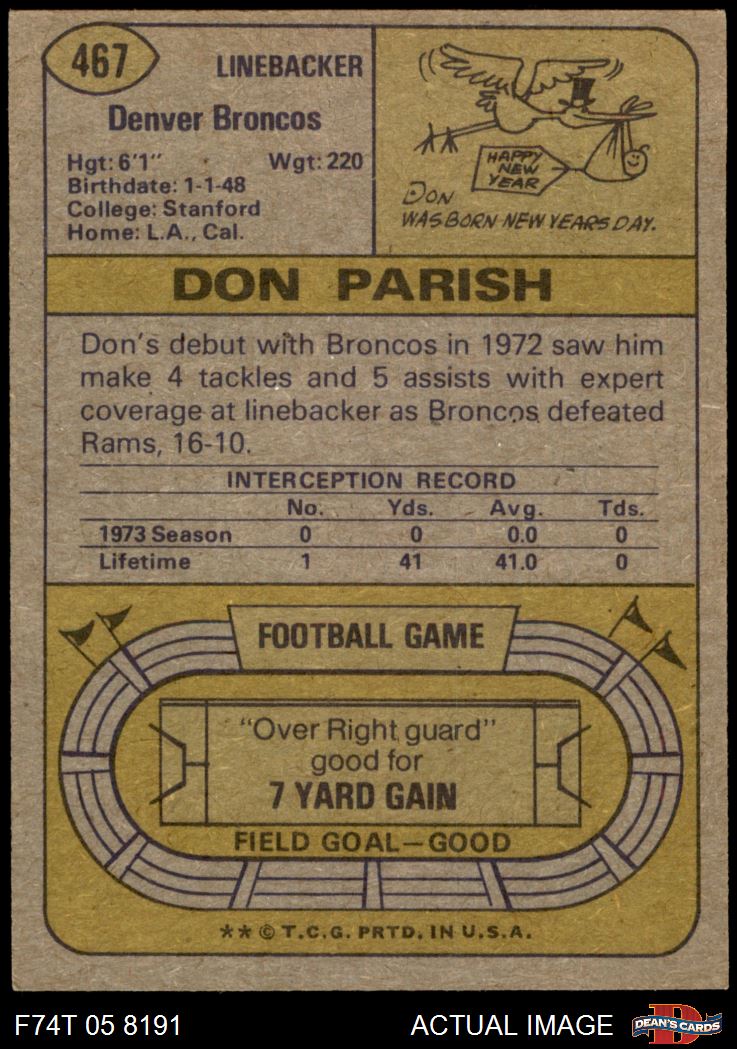 467
LINEBACKER
Denver Broncos
Hgt: 6'1" Wgt: 220
Birthdate: 1-1-48
College: Stanford
Home: L.A., Cal.
HAPPY
NEW
YEAR
DON
WAS BORN NEW YEARS DAY.
DON PARISH
Don's debut with Broncos in 1972 saw him
make 4 tackles and 5 assists with expert
coverage at linebacker as Broncos defeated
Rams, 16-10.
INTERCEPTION RECORD
No. Yds. Avg. Tds.
1973 Season 0 0 0.0 0
Lifetime 1 41 41.0 0
FOOTBALL GAME
"Over Right guard"
good for
7 YARD GAIN
FIELD GOAL—GOOD
**© T.C.G. PRTD. IN U.S.A.
F74T 05 8191
ACTUAL IMAGE
D
DEAN'S CARDS